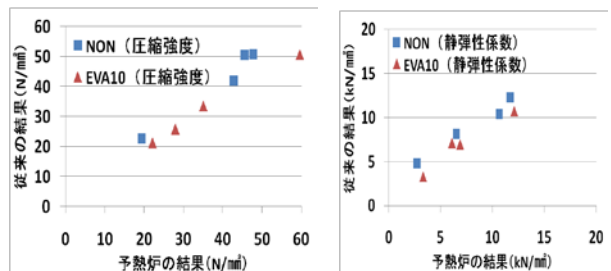 60
50
40
30
20
10
0
従来の結果(N/㎟)
NON（圧縮強度）
EVA10（圧縮強度）
0 10 20 30 40 50 60
予熱炉の結果(N/㎟)
20
15
10
5
0
従来の結果(kN/㎟)
NON（静弾性係数）
EVA10（静弾性係数）
0 5 10 15 20
予熱炉の結果(kN/㎟)